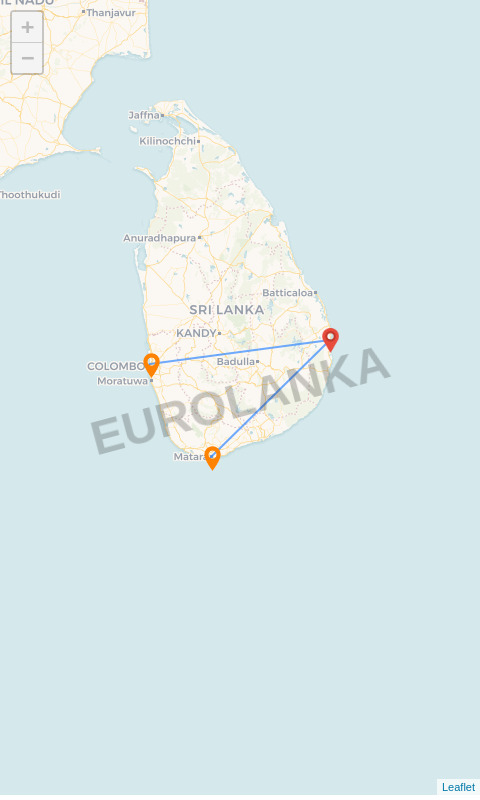 IL NADU
Thanjavur
+
−
Jaffna
Kilinochchi
Thoothukudi
Anuradhapura
Batticaloa
SRI LANKA
KANDY
COLOMBO
Badulla
Moratuwa
EUROLANKA
Matara
Leaflet